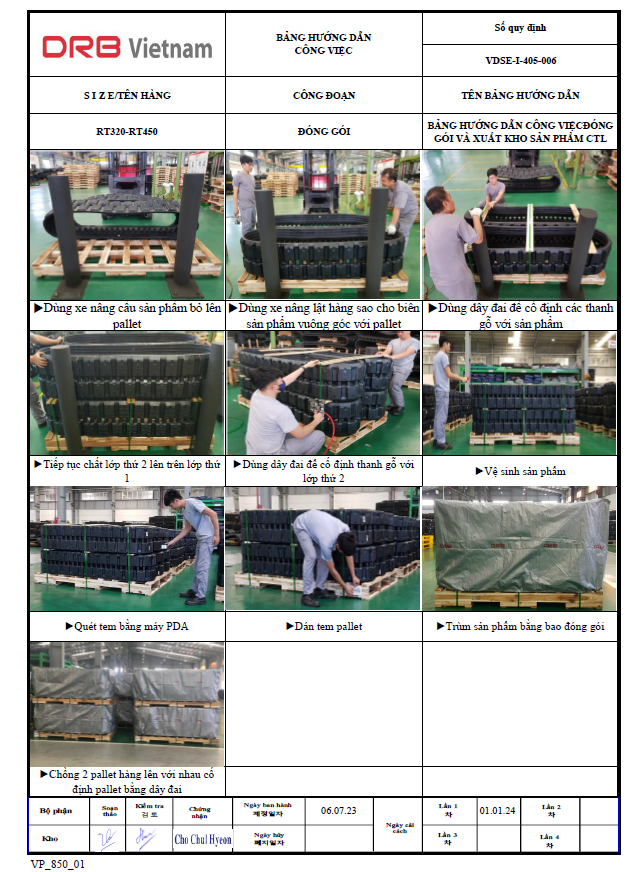 DRB Vietnam
BẢNG HƯỚNG DẪN
CÔNG VIỆC
Số quy định
VDSE-I-405-006
S I Z E/TÊN HÀNG
CÔNG ĐOẠN
TÊN BẢNG HƯỚNG DẪN
RT320-RT450
ĐÓNG GÓI
BẢNG HƯỚNG DẪN CÔNG VIỆCĐÓNG
GÓI VÀ XUẤT KHO SẢN PHẨM CTL
►Dùng xe nâng cẩu sản phẩm bỏ lên
pallet
►Dùng xe nâng lật hàng sao cho biên
sản phẩm vuông góc với pallet
►Dùng dây đai để cố định các thanh
gỗ với sản phẩm
►Tiếp tục chất lớp thứ 2 lên trên lớp thứ
1
►Dùng dây đai để cố định thanh gỗ với
lớp thứ 2
►Vệ sinh sản phẩm
►Quét tem bằng máy PDA
►Dán tem pallet
►Trùm sản phẩm bằng bao đóng gói
►Chồng 2 pallet hàng lên với nhau cố
định pallet bằng dây đai
Bộ phận
Soạn
thảo
Kiểm tra
검 토
Chứng
nhận
Ngày ban hành
제정일자
06.07.23
Ngày cải
cách
Lần 1
차
01.01.24
Lần 2
차
Kho
Cho Chul Hyeon
Ngày hủy
폐지일자
Lần 3
차
Lần 4
차
VP_850_01